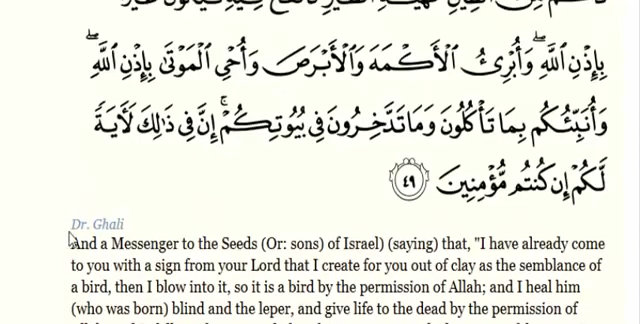 بِإِذْنِ ٱللَّهِۖ وَأُبْرِئُ ٱلْأَكْمَهَ وَٱلْأَبْرَصَ وَأُحْىِ ٱلْمَوْتَىٰ بِإِذْنِ ٱللَّهِۖ
وَأُنَبِّئُكُم بِمَا تَأْكُلُونَ وَمَا تَدَّخِرُونَ فِى بُيُوتِكُمْۚ إِنَّ فِى ذَٰلِكَ لَءَايَةً
لَّكُمْ إِن كُنتُم مُّؤْمِنِينَ ٤٩
Dr. Ghali
And a Messenger to the Seeds (Or: sons) of Israel) (saying) that, "I have already come
to you with a sign from your Lord that I create for you out of clay as the semblance of
a bird, then I blow into it, so it is a bird by the permission of Allah; and I heal him
(who was born) blind and the leper, and give life to the dead by the permission of